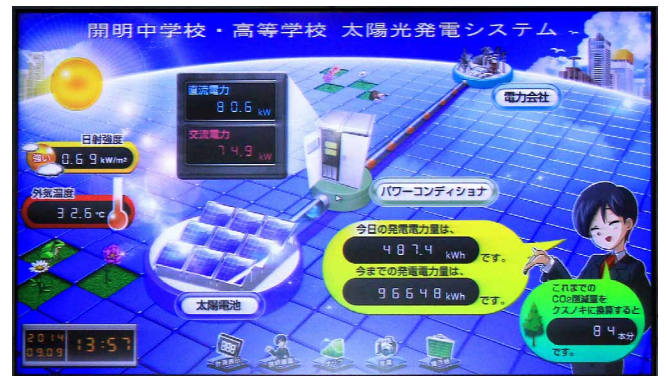 開明中学校・高等学校 太陽光発電システム
電力会社
直流電力
80.6 kW
交流電力
74.9 kW
日射強度
強い 0.69 kW/m²
外気温度
32.6 ℃
パワーコンディショナ
今日の発電電力量は、
487.4 kWh です。
今までの発電電力量は、
96648 kWh です。
太陽電池
これまでの
CO₂削減量を
クスノキに換算すると
84 本分
です。
2014
09.09
13:57